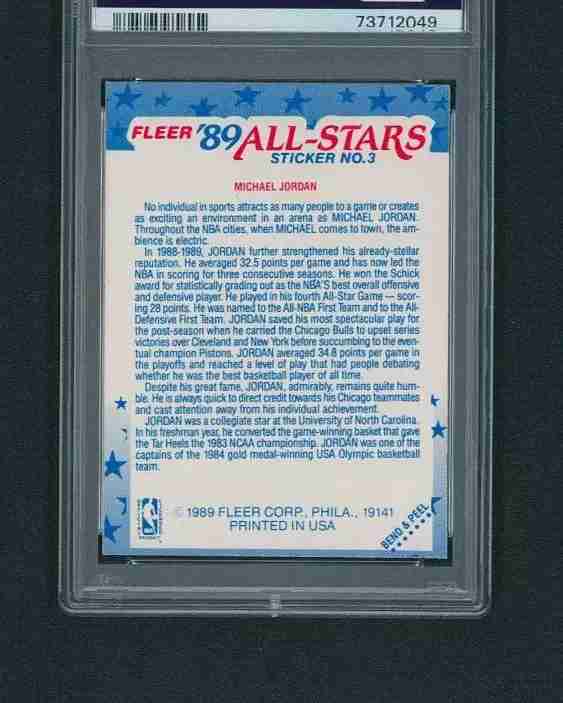 73712049
FLEER '89 ALL-STARS
STICKER NO.3
MICHAEL JORDAN
No individual in sports attracts as many people to a game or creates
as exciting an environment in an arena as MICHAEL JORDAN.
Throughout the NBA cities, when MICHAEL comes to town, the am-
bience is electric.
In 1988-1989, JORDAN further strengthened his already-stellar
reputation. He averaged 32.5 points per game and has now led the
NBA in scoring for three consecutive seasons. He won the Schick
award for statistically grading out as the NBA'S best overall offensive
and defensive player. He played in his fourth All-Star Game — scor-
ing 28 points. He was named to the All-NBA First Team and to the All-
Defensive First Team. JORDAN saved his most spectacular play for
the post-season when he carried the Chicago Bulls to upset series
victories over Cleveland and New York before succumbing to the even-
tual champion Pistons. JORDAN averaged 34.8 points per game in
the playoffs and reached a level of play that had people debating
whether he was the best basketball player of all time.
Despite his great fame, JORDAN, admirably, remains quite hum-
ble. He is always quick to direct credit towards his Chicago teammates
and cast attention away from his individual achievement.
JORDAN was a collegiate star at the University of North Carolina.
In his freshman year, he converted the game-winning basket that gave
the Tar Heels the 1983 NCAA championship. JORDAN was one of the
captains of the 1984 gold medal-winning USA Olympic basketball
team.
© 1989 FLEER CORP., PHILA., 19141
PRINTED IN USA
BEND & PEEL